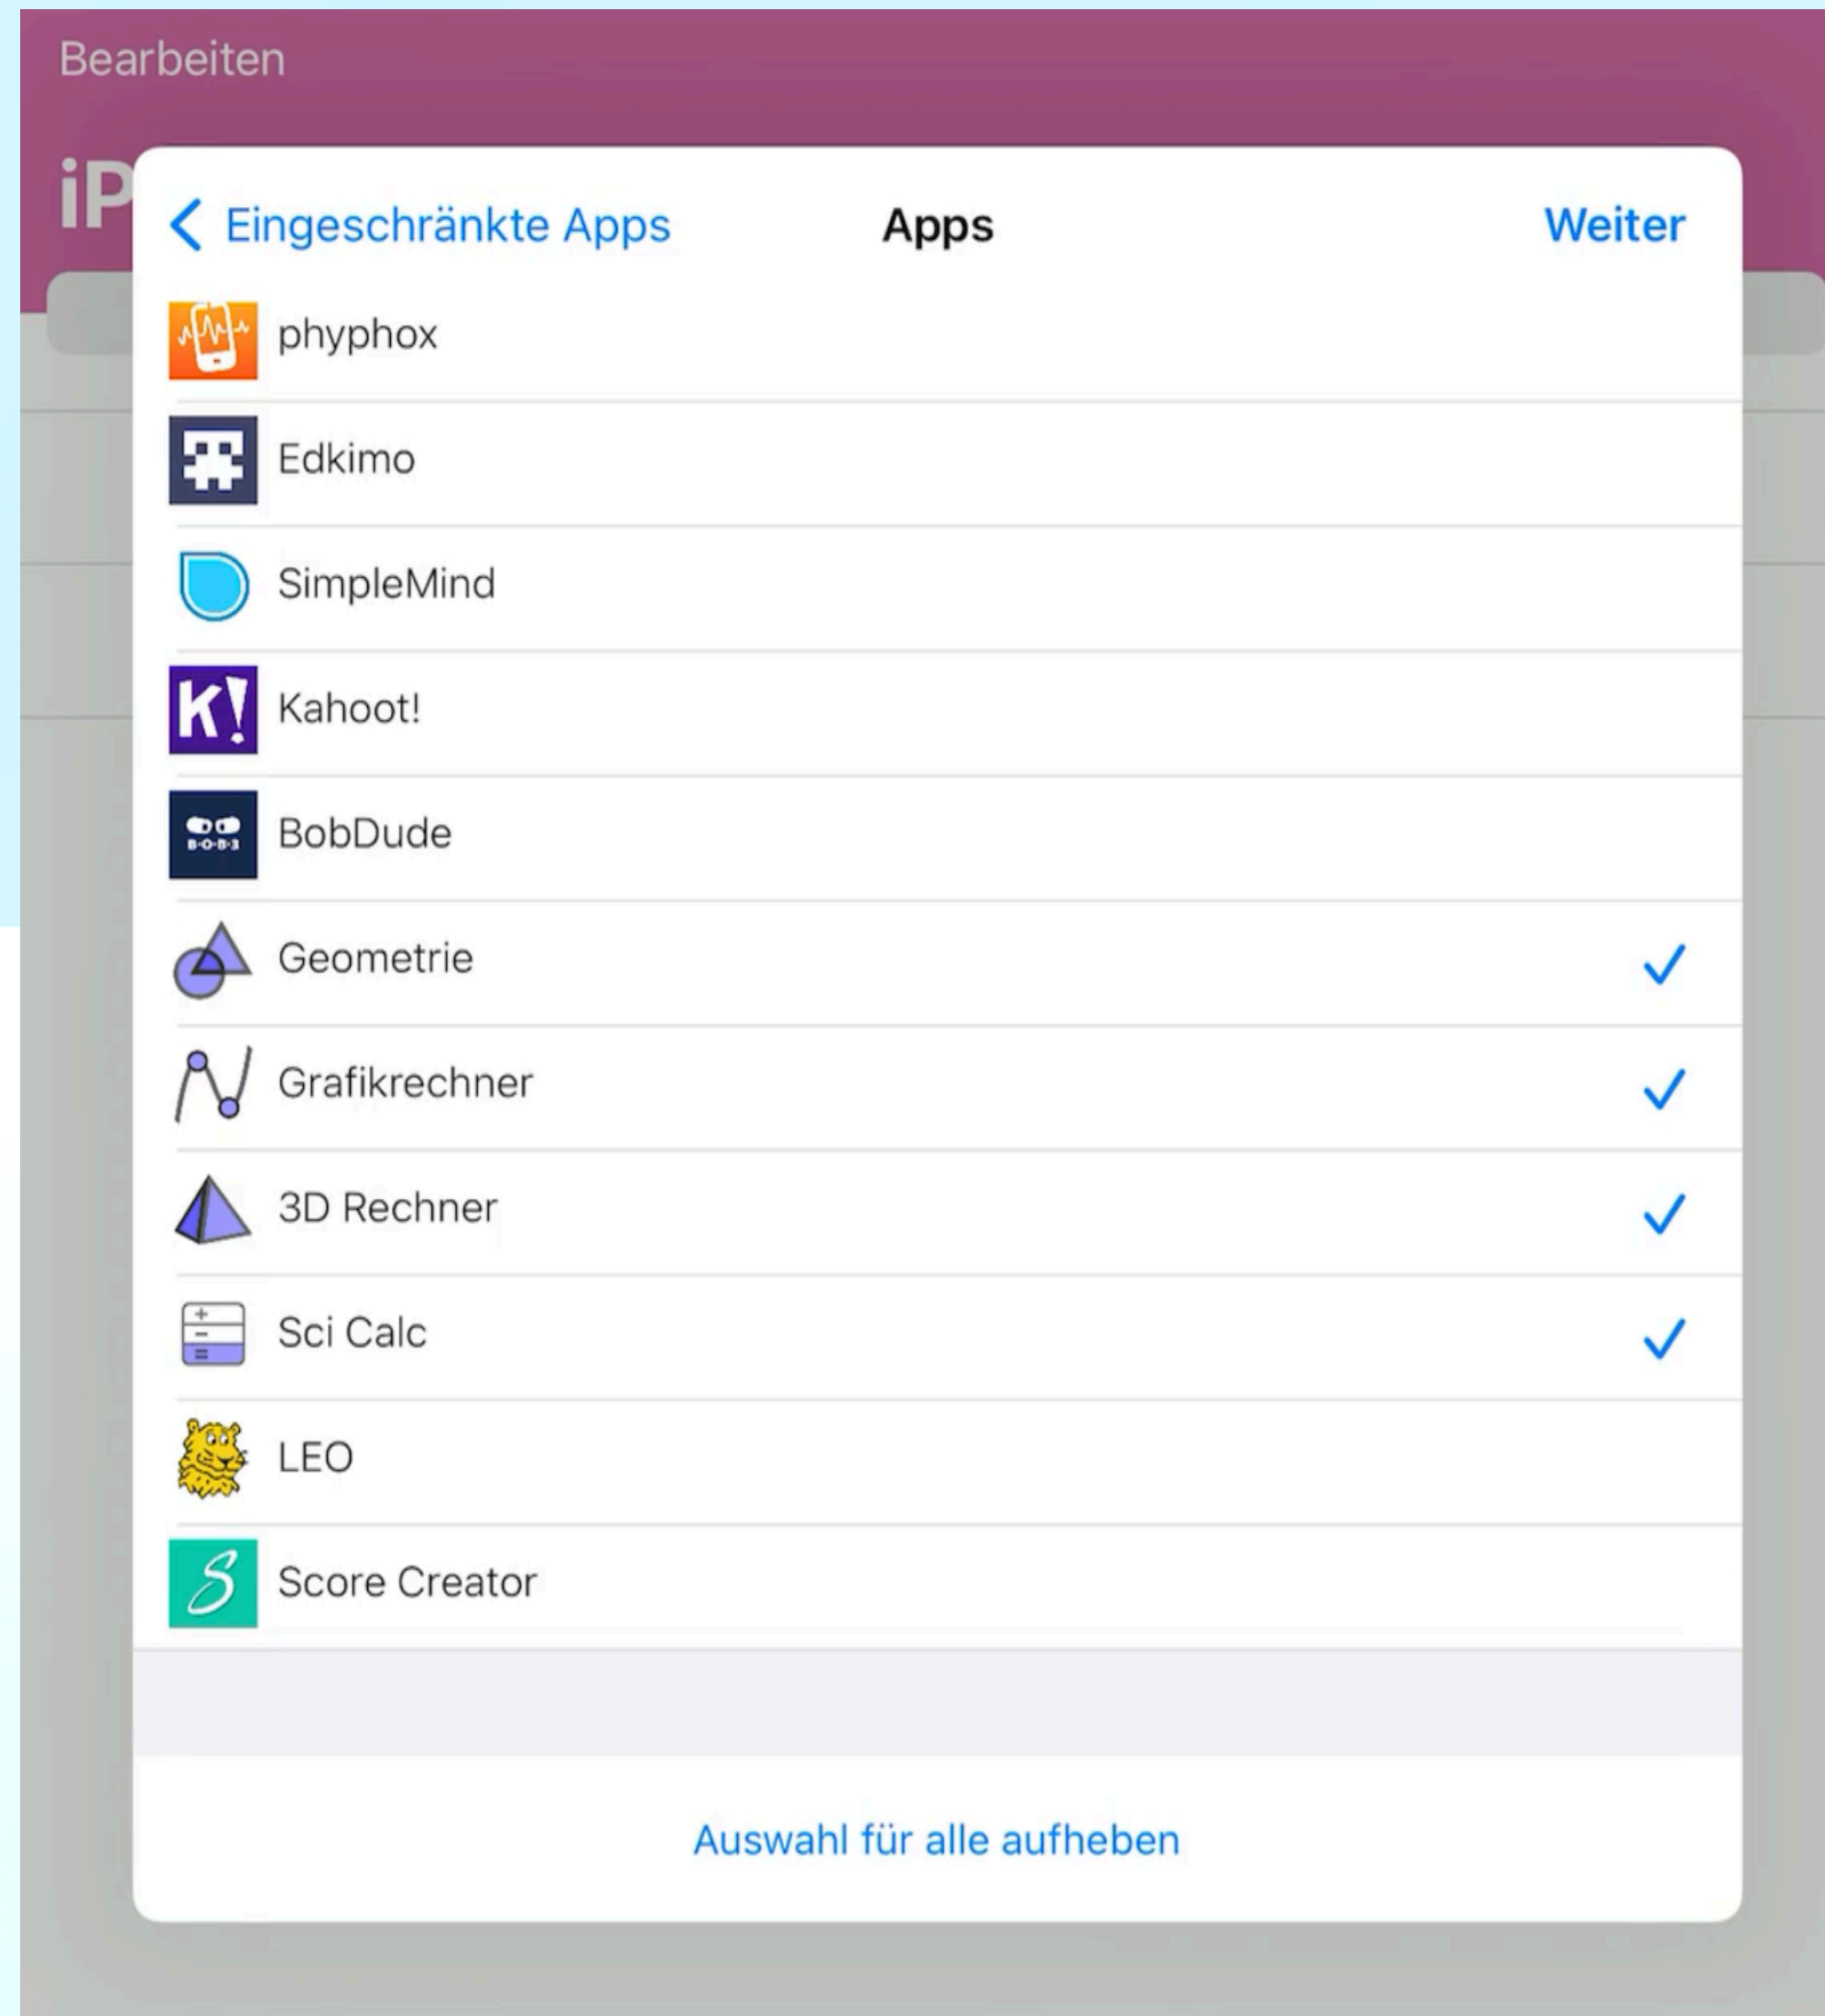 Bearbeiten
iP
Eingeschränkte Apps
Apps
Weiter
phyphox
Edkimo
SimpleMind
K!
Kahoot!
B·O·B·3
BobDude
Geometrie
Grafikrechner
3D Rechner
Sci Calc
LEO
S
Score Creator
Auswahl für alle aufheben